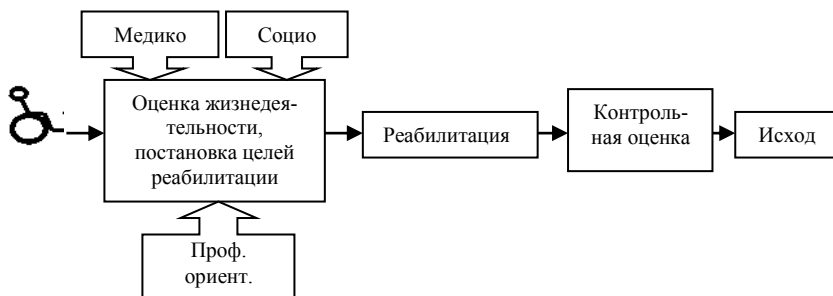 Медико
Социо
Оценка жизнедея-
тельности,
постановка целей
реабилитации
Реабилитация
Контроль-
ная оценка
Исход
Проф.
ориент.